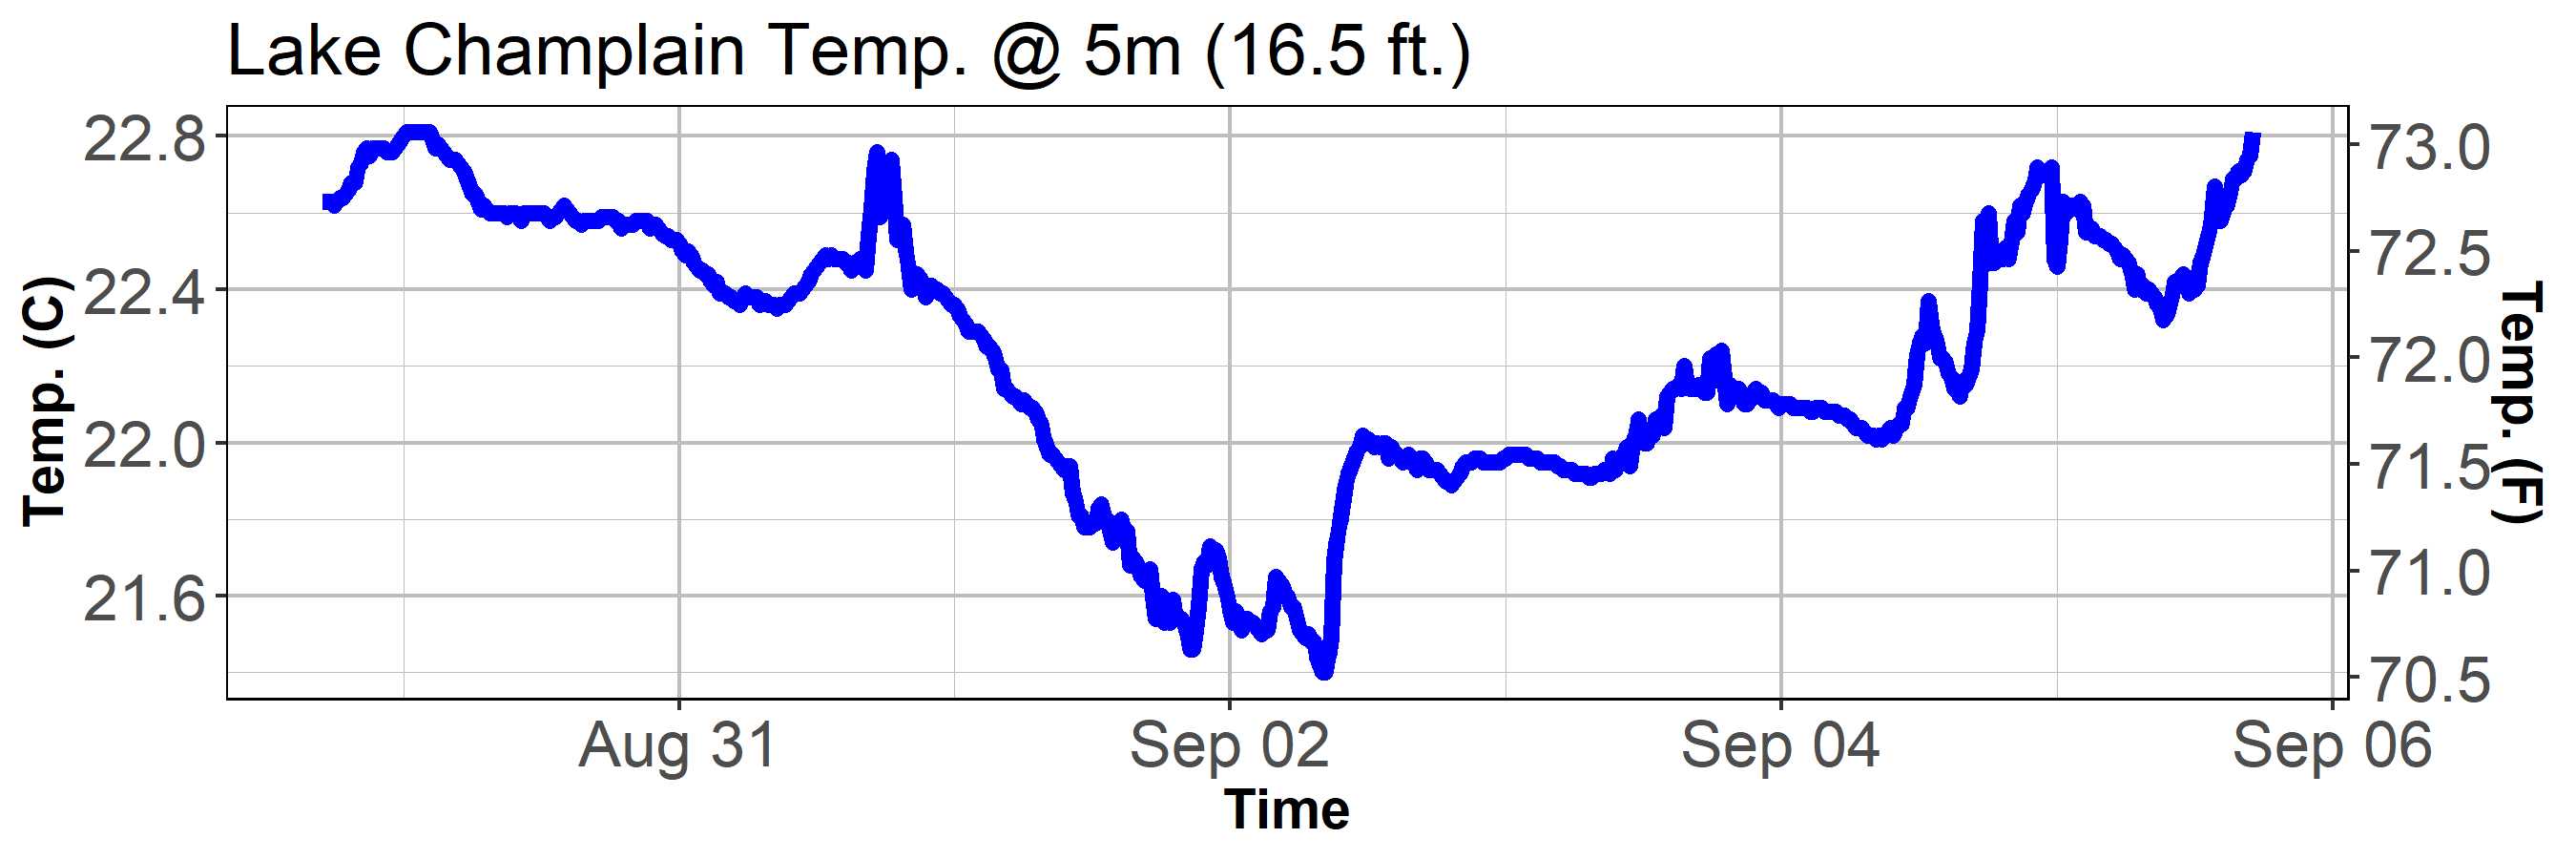 Lake Champlain Temp. @ 5m (16.5 ft.)
Temp. (C)
22.8
22.4
22.0
21.6
73.0
72.5
72.0
71.5
71.0
70.5
Temp. (F)
Aug 31
Sep 02
Sep 04
Sep 06
Time